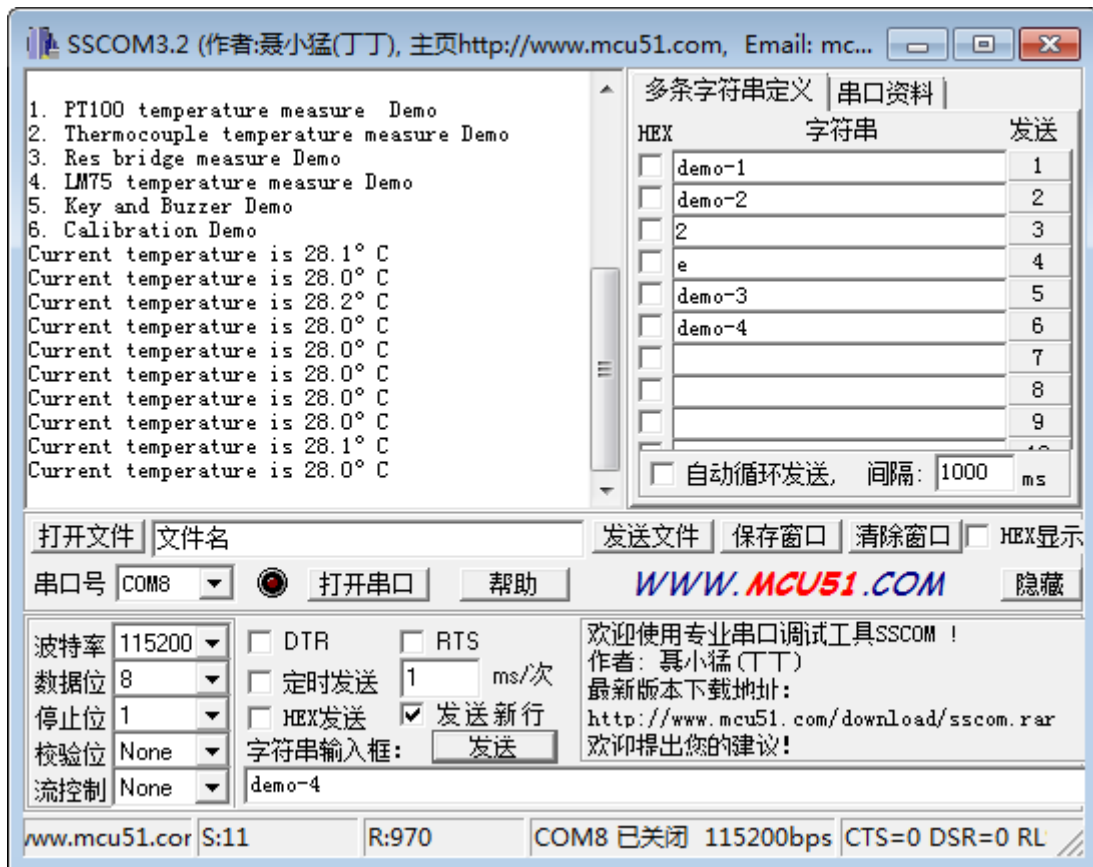 SSCOM3.2 (作者:聂小猛(丁丁), 主页http://www.mcu51.com, Email: mc...
1. PT100 temperature measure  Demo
2. Thermocouple temperature measure Demo
3. Res bridge measure Demo
4. LM75 temperature measure Demo
5. Key and Buzzer Demo
6. Calibration Demo
Current temperature is 28.1° C
Current temperature is 28.0° C
Current temperature is 28.2° C
Current temperature is 28.0° C
Current temperature is 28.0° C
Current temperature is 28.0° C
Current temperature is 28.0° C
Current temperature is 28.0° C
Current temperature is 28.1° C
Current temperature is 28.0° C
多条字符串定义 串口资料
HEX 字符串 发送
demo-1 1
demo-2 2
2 3
e 4
demo-3 5
demo-4 6
7
8
9
自动循环发送, 间隔: 1000 ms
打开文件 文件名 发送文件 保存窗口 清除窗口 HEX显示
串口号 COM8 打开串口 帮助 WWW.MCU51.COM 隐藏
波特率 115200 DTR RTS
数据位 8 定时发送 1 ms/次
停止位 1 HEX发送 发送新行
校验位 None 字符串输入框: 发送
流控制 None demo-4
欢迎使用专业串口调试工具SSCOM !
作者: 聂小猛(丁丁)
最新版本下载地址:
http://www.mcu51.com/download/sscom.rar
欢迎提出您的建议!
www.mcu51.cor S:11 R:970 COM8 已关闭 115200bps CTS=0 DSR=0 RL